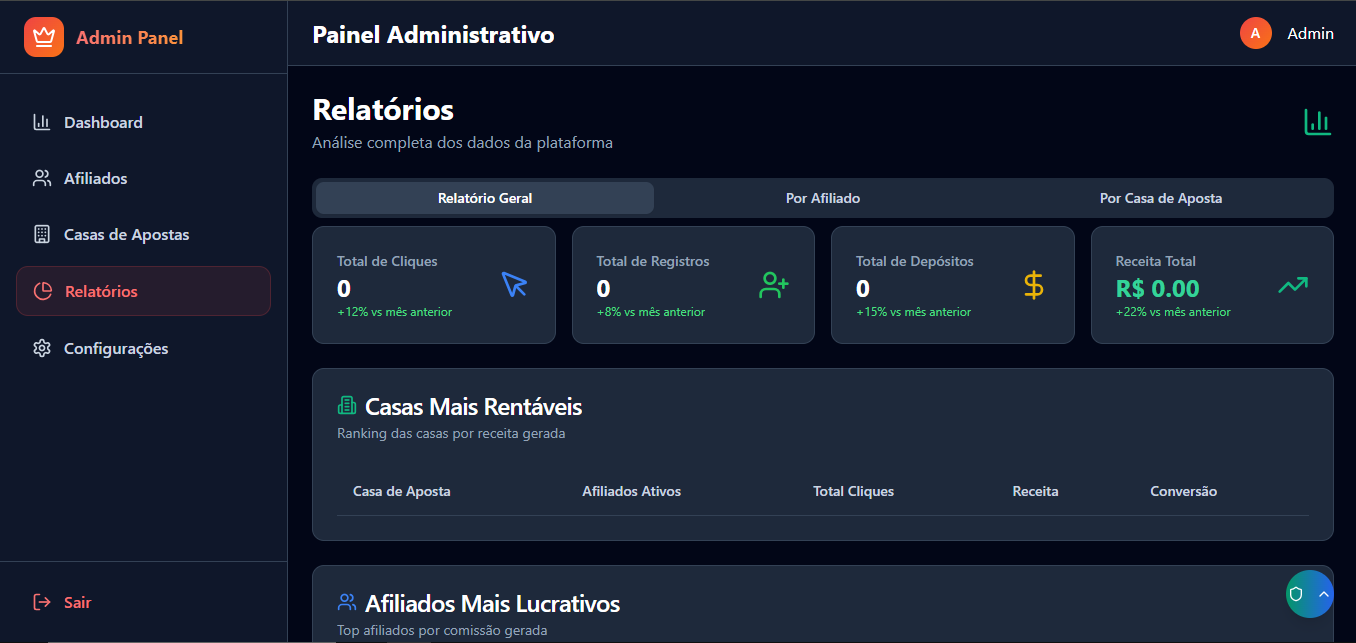 Admin Panel
Painel Administrativo
A
Admin
Dashboard
Afiliados
Casas de Apostas
Relatórios
Configurações
Sair
Relatórios
Análise completa dos dados da plataforma
Relatório Geral
Por Afiliado
Por Casa de Aposta
Total de Cliques
0
+12% vs mês anterior
Total de Registros
0
+8% vs mês anterior
Total de Depósitos
0
+15% vs mês anterior
Receita Total
R$ 0.00
+22% vs mês anterior
Casas Mais Rentáveis
Ranking das casas por receita gerada
Casa de Aposta
Afiliados Ativos
Total Cliques
Receita
Conversão
Afiliados Mais Lucrativos
Top afiliados por comissão gerada